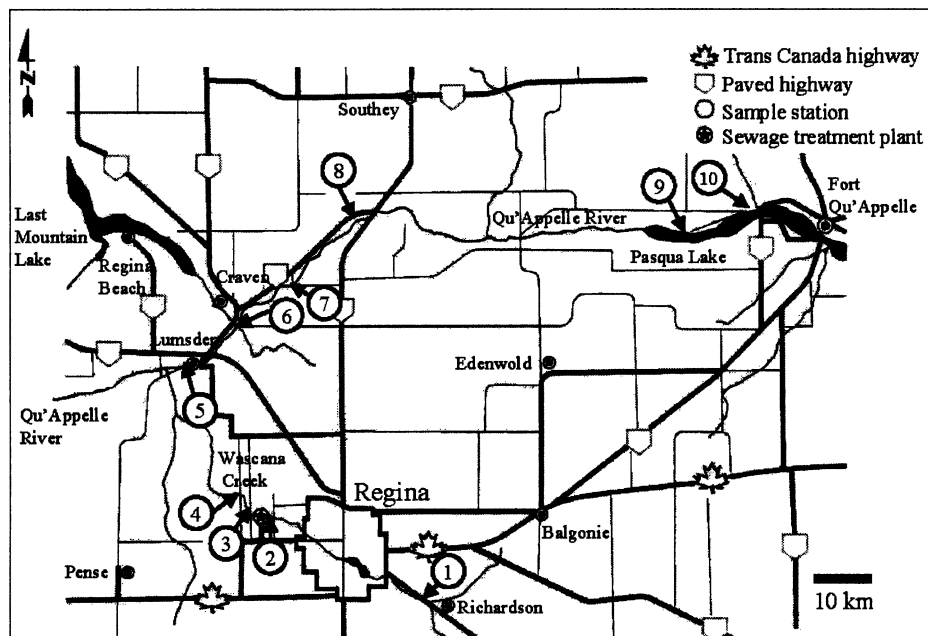 N
Trans Canada highway
Paved highway
Sample station
Sewage treatment plant
Southey
8
9
10
Fort
Qu'Appelle
Last
Mountain
Lake
Qu'Appelle River
Pasqua Lake
Regina
Beach
Craven
7
6
Lumsden
Edenwold
Qu'Appelle
River
5
Wascana
Creek
Regina
4
3
2
Balgonie
Pense
1
Richardson
10 km